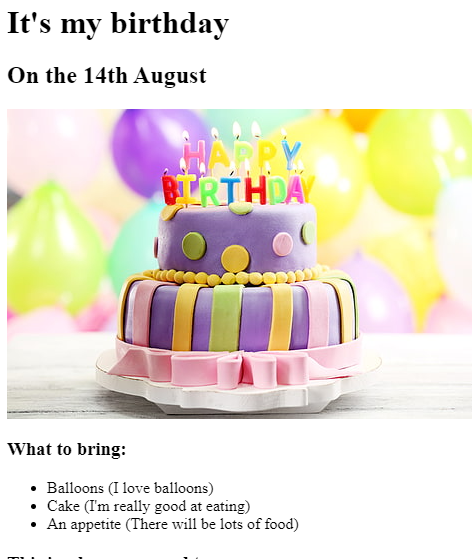 It's my birthday
On the 14th August
HAPPY
BIRTHDAY
What to bring:
Balloons (I love balloons)
Cake (I'm really good at eating)
An appetite (There will be lots of food)